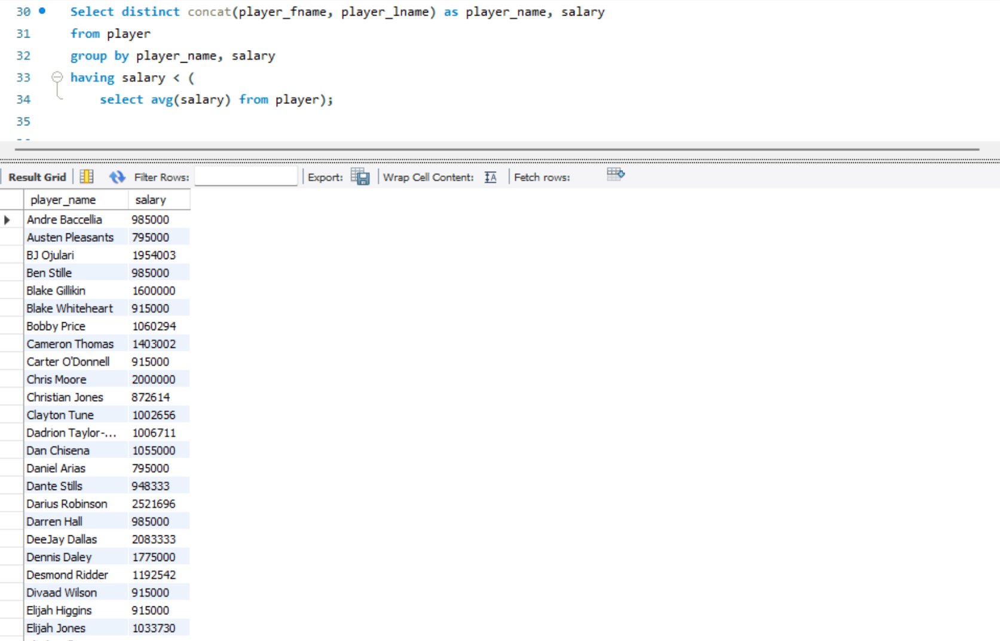 30 Select distinct concat(player_fname, player_lname) as player_name, salary
31 from player
32 group by player_name, salary
33 having salary < (
34 select avg(salary) from player);
35
Result Grid Filter Rows: Export: Wrap Cell Content: Fetch rows:
player_name salary
Andre Baccellia 985000
Austen Pleasants 795000
BJ Ojulari 1954003
Ben Stille 985000
Blake Gillikin 1600000
Blake Whiteheart 915000
Bobby Price 1060294
Cameron Thomas 1403002
Carter O'Donnell 915000
Chris Moore 2000000
Christian Jones 872614
Clayton Tune 1002656
Dadrion Taylor-... 1006711
Dan Chisena 1055000
Daniel Arias 795000
Dante Stills 948333
Darius Robinson 2521696
Darren Hall 985000
DeeJay Dallas 2083333
Dennis Daley 1775000
Desmond Ridder 1192542
Divaad Wilson 915000
Elijah Higgins 915000
Elijah Jones 1033730